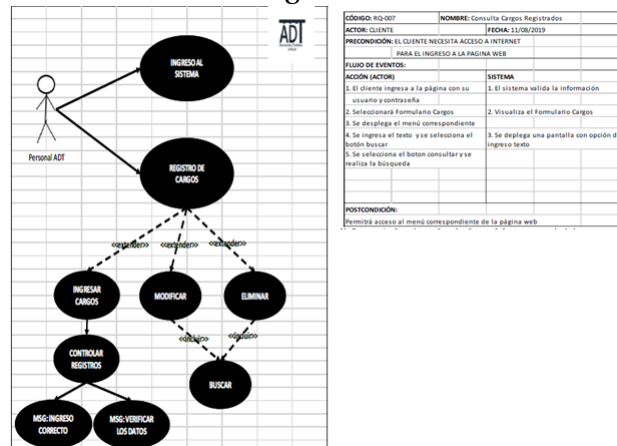 ADT
INGRESO AL
SISTEMA
Personal ADT
REGISTRO DE
CARGOS
<<extender>> <<extender>> <<extender>>
INGRESAR
CARGOS
MODIFICAR
ELIMINAR
CONTROLAR
REGISTROS
<<incluir>> <<incluir>>
BUSCAR
MSG: INGRESO
CORRECTO
MSG: VERIFICAR
LOS DATOS
CÓDIGO: RQ-007 NOMBRE: Consulta Cargos Registrados
ACTOR: CLIENTE FECHA: 11/08/2019
PRECONDICIÓN: EL CLIENTE NECESITA ACCESO A INTERNET
PARA EL INGRESO A LA PAGINA WEB
FLUJO DE EVENTOS:
ACCIÓN (ACTOR) SISTEMA
1. El cliente ingresa a la página con su 1. El sistema valida la información
usuario y contraseña
2. Seleccionará Formulario Cargos 2. Visualiza el Formulario Cargos
3. Se despliega el menú correspondiente
4. Se ingresa el texto y se selecciona el 3. Se deplega una pantalla con opción d
botón buscar ingreso texto
5. Se selecciona el boton consultar y se
realiza la búsqueda
POSTCONDICIÓN:
Permitrá acceso al menú correspondiente de la página web